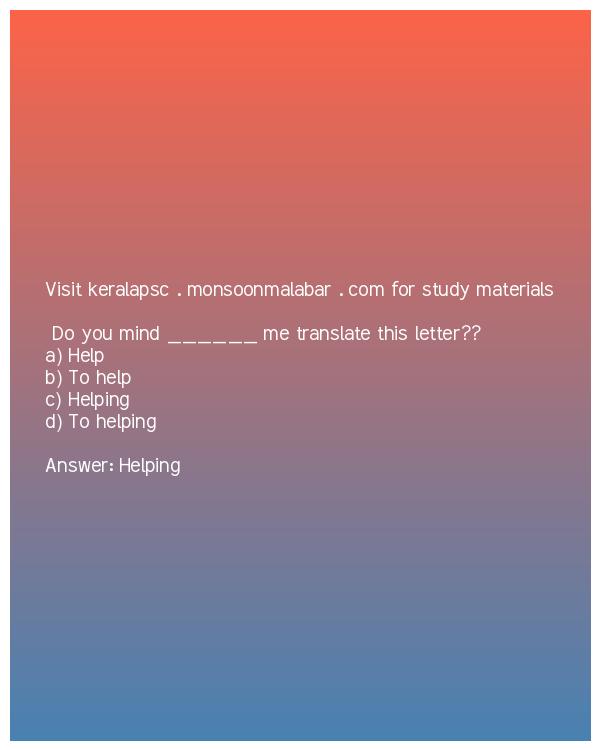 Visit keralapsc . monsoonmalabar . com for study materials
Do you mind ______ me translate this letter??
a) Help
b) To help
c) Helping
d) To helping
Answer: Helping